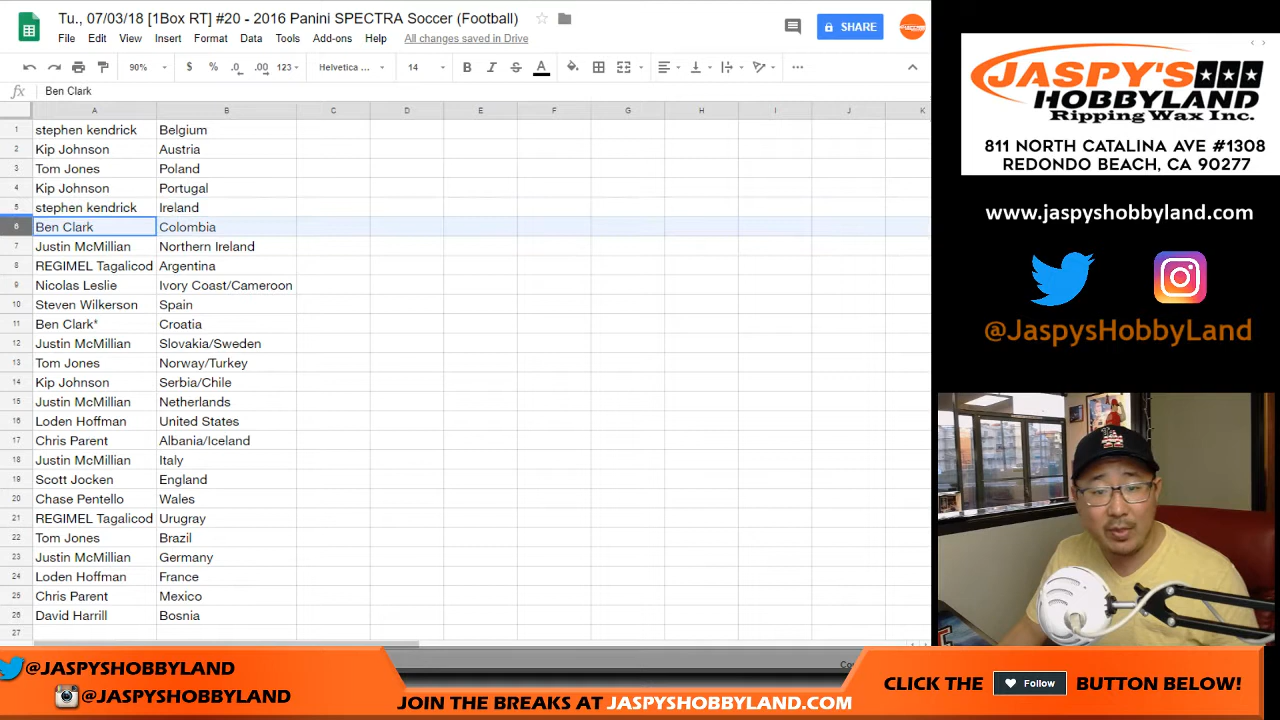 Tu., 07/03/18 [1Box RT] #20 - 2016 Panini SPECTRA Soccer (Football)
File Edit View Insert Format Data Tools Add-ons Help All changes saved in Drive
SHARE
90% $ % .0 .00 123 Helvetica ... 14 B I S A
fx Ben Clark
A B C D E F G H I J K
1 stephen kendrick Belgium
2 Kip Johnson Austria
3 Tom Jones Poland
4 Kip Johnson Portugal
5 stephen kendrick Ireland
6 Ben Clark Colombia
7 Justin McMillian Northern Ireland
8 REGIMEL Tagalicod Argentina
9 Nicolas Leslie Ivory Coast/Cameroon
10 Steven Wilkerson Spain
11 Ben Clark* Croatia
12 Justin McMillian Slovakia/Sweden
13 Tom Jones Norway/Turkey
14 Kip Johnson Serbia/Chile
15 Justin McMillian Netherlands
16 Loden Hoffman United States
17 Chris Parent Albania/Iceland
18 Justin McMillian Italy
19 Scott Jocken England
20 Chase Pentello Wales
21 REGIMEL Tagalicod Urugray
22 Tom Jones Brazil
23 Justin McMillian Germany
24 Loden Hoffman France
25 Chris Parent Mexico
26 David Harrill Bosnia
27
JASPY'S
HOBBYLAND
Ripping Wax Inc.
811 NORTH CATALINA AVE #1308
REDONDO BEACH, CA 90277
www.jaspyshobbyland.com
@JaspysHobbyLand
@JASPYSHOBBYLAND
@JASPYSHOBBYLAND
JOIN THE BREAKS AT JASPYSHOBBYLAND.COM
CLICK THE Follow BUTTON BELOW!